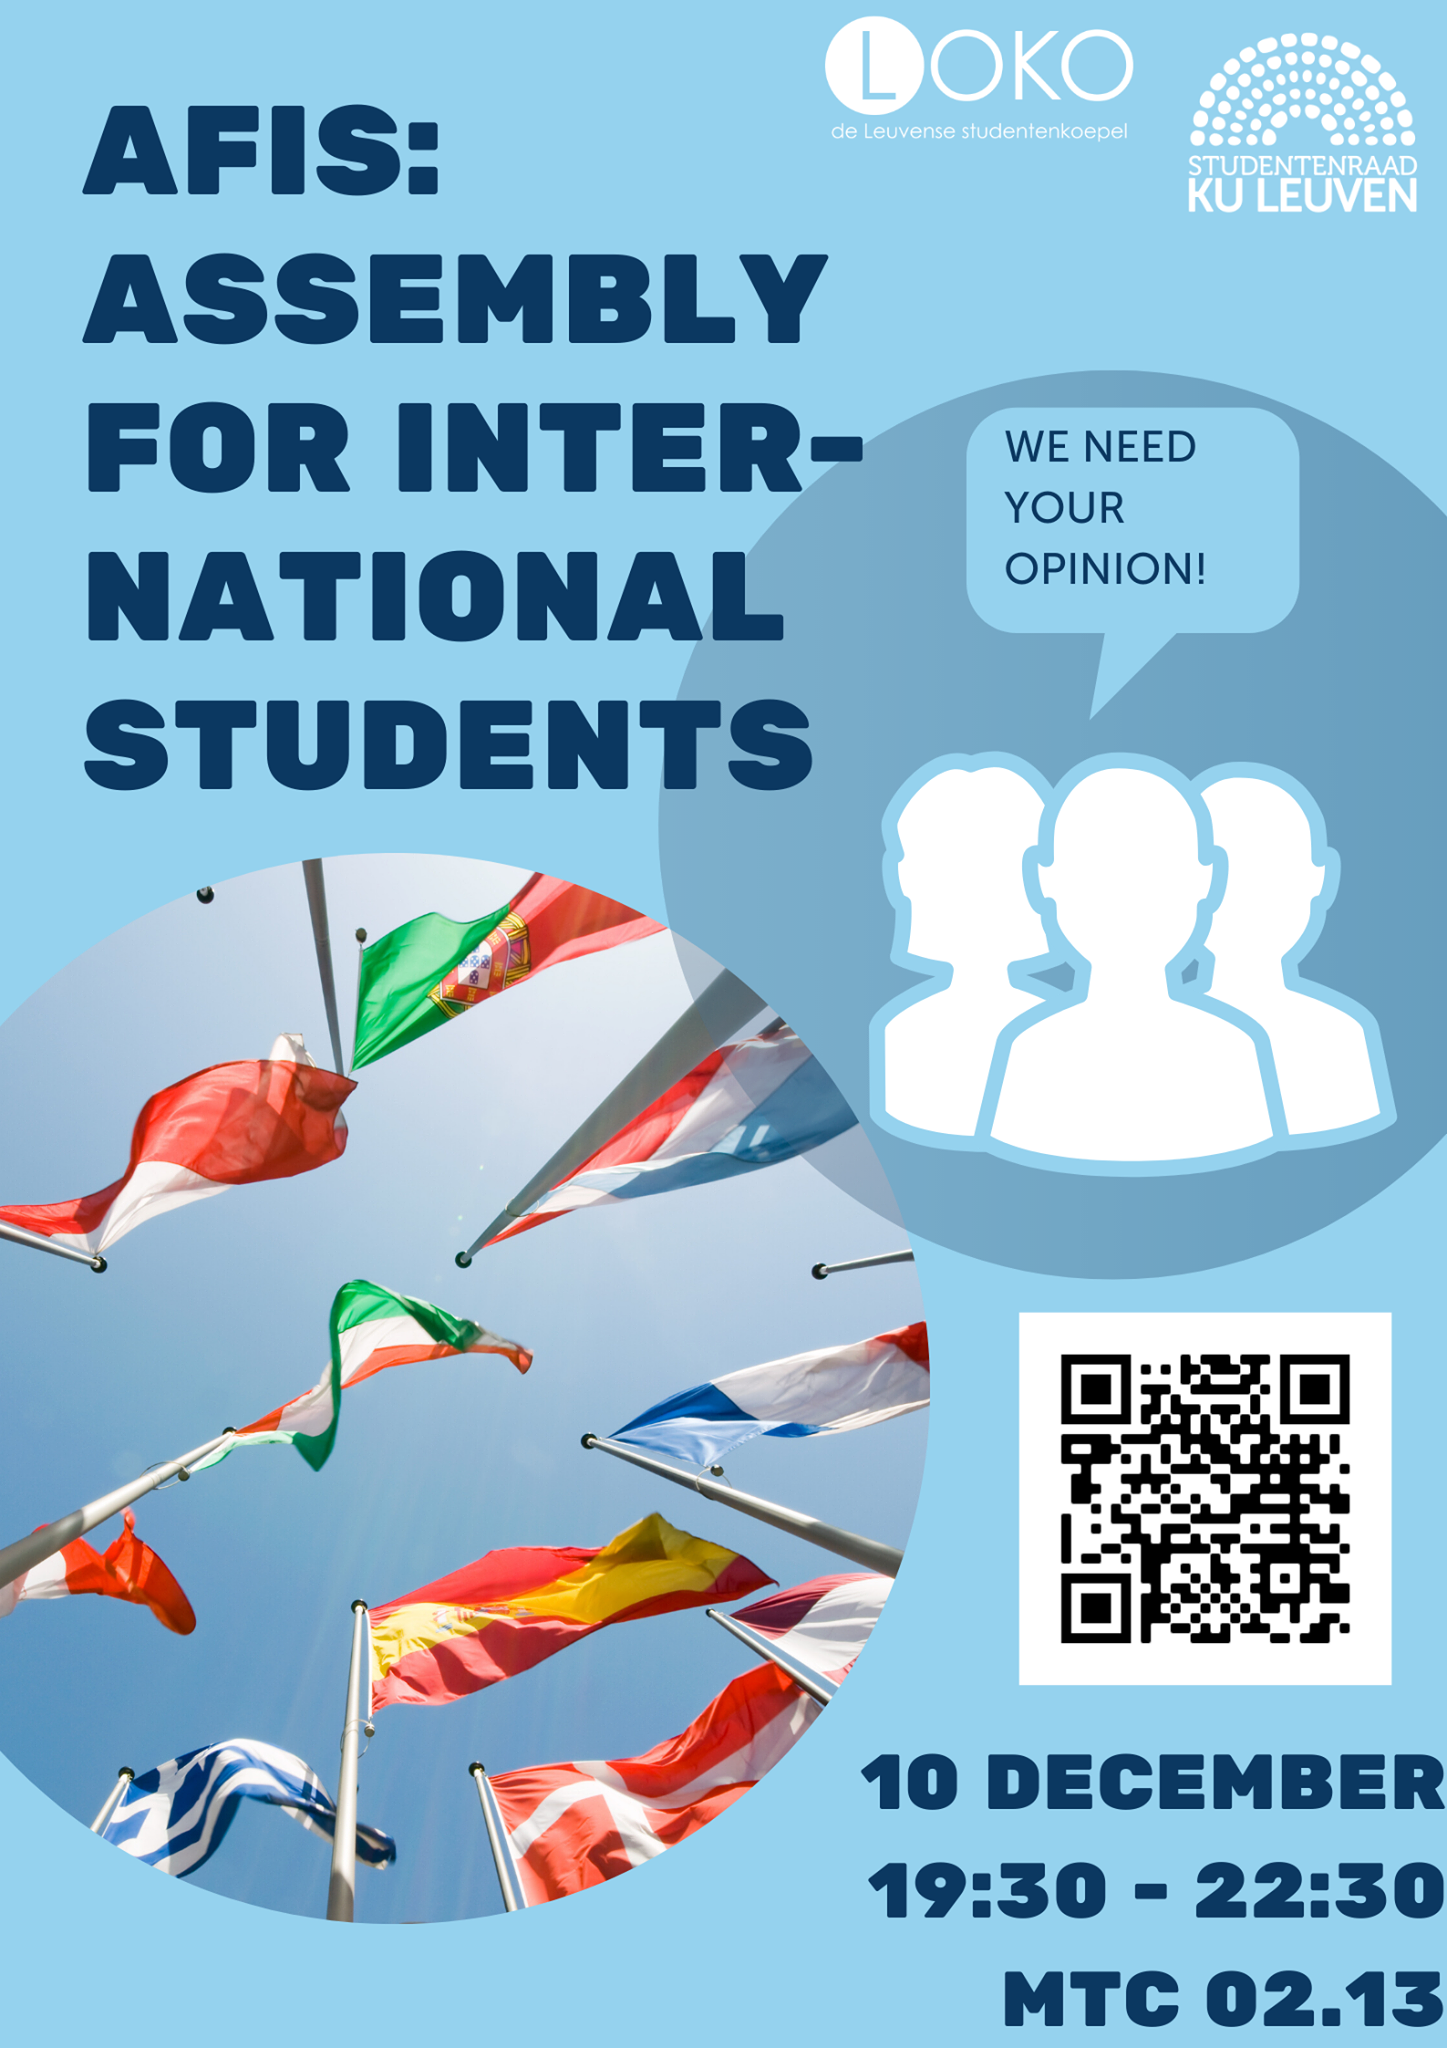 LOKO
de Leuvense studentenkoepel
STUDENTENRAAD
KU LEUVEN
AFIS:
ASSEMBLY
FOR INTER-
NATIONAL
STUDENTS
WE NEED
YOUR
OPINION!
10 DECEMBER
19:30 - 22:30
MTC 02.13